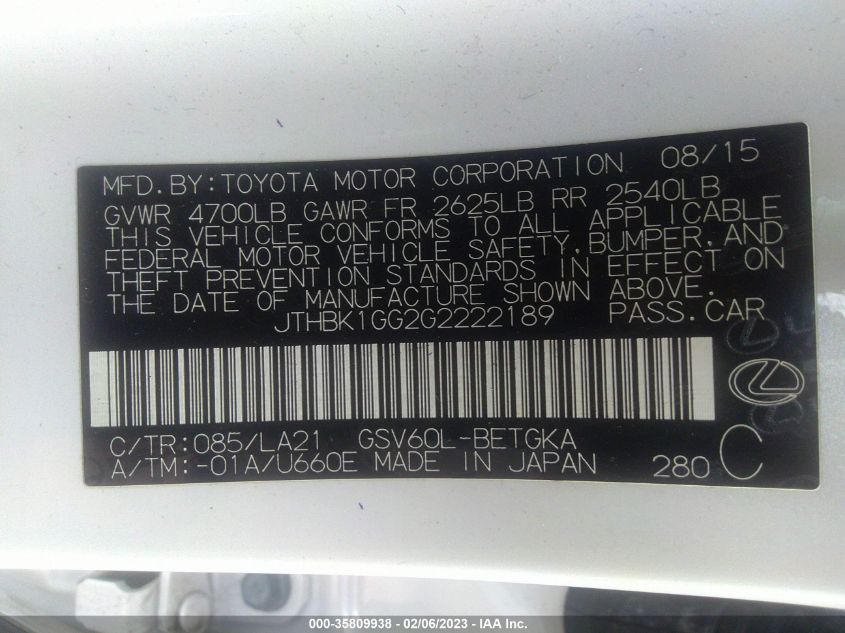 MFD.BY:TOYOTA MOTOR CORPORATION 08/15
GVWR 4700LB GAWR FR 2625LB RR 2540LB
THIS VEHICLE CONFORMS TO ALL APPLICABLE
FEDERAL MOTOR VEHICLE SAFETY,BUMPER,AND
THEFT PREVENTION STANDARDS IN EFFECT ON
THE DATE OF MANUFACTURE SHOWN ABOVE.
JTHBK1GG2G2222189 PASS.CAR
C/TR:085/LA21 GSV60L-BETGKA
A/TM:-01A/U660E MADE IN JAPAN 280 C
000-35809938 - 02/06/2023 - IAA Inc.